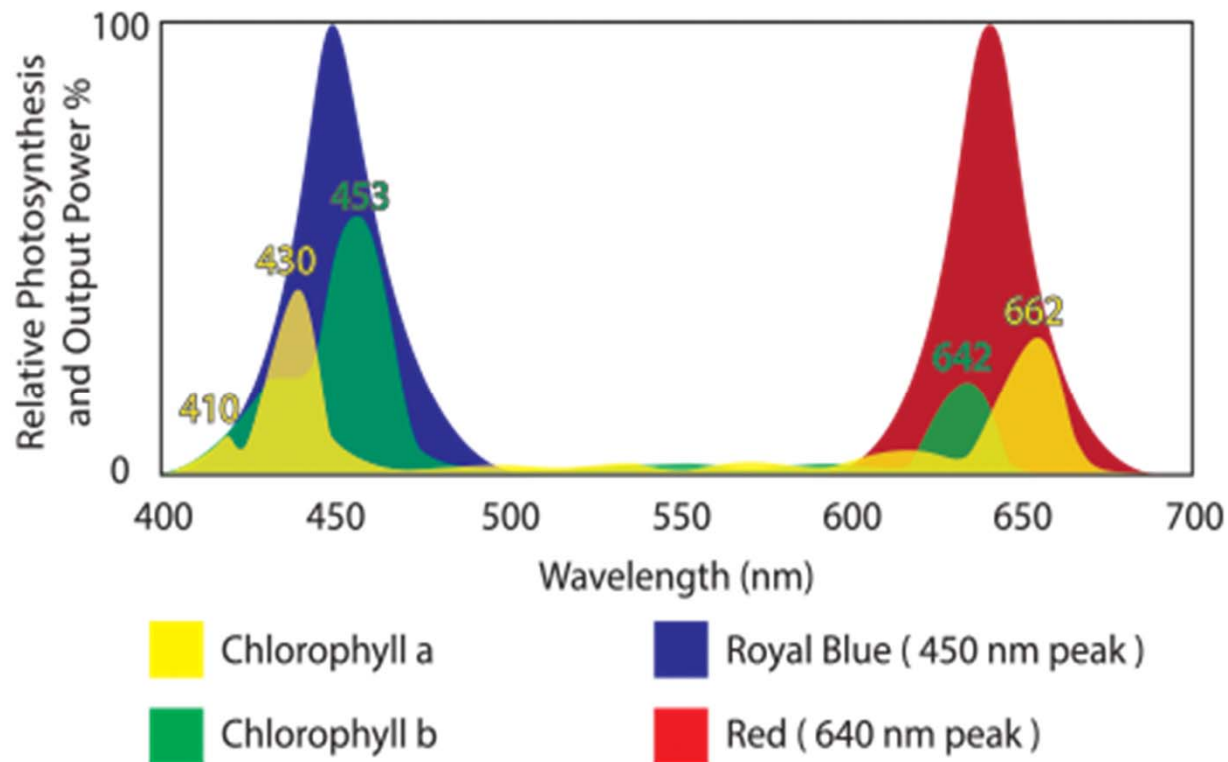 Relative Photosynthesis
and Output Power %
100
0
453
430
410
662
642
400 450 500 550 600 650 700
Wavelength (nm)
Chlorophyll a
Royal Blue ( 450 nm peak )
Chlorophyll b
Red ( 640 nm peak )